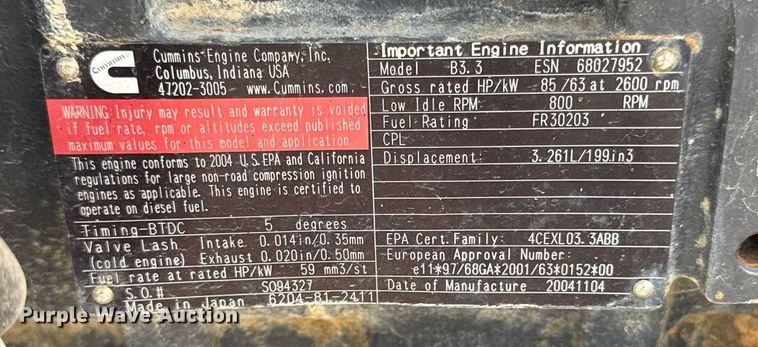 Cummins
Cummins Engine Company, Inc.
Columbus, Indiana USA
47202-3005 www.Cummins.com.
WARNING: Injury may result and warranty is voided
if fuel rate, rpm or altitudes exceed published
maximum values for this model and application
This engine conforms to 2004 U.S.EPA and California
regulations for large non-road compression ignition
engines as applicable. This engine is certified to
operate on diesel fuel.
Timing-BTDC 5 degrees
Valve Lash Intake 0.014in/0.35mm
(cold engine) Exhaust 0.020in/0.50mm
Fuel rate at rated HP/kW 59 mm3/st
S.O.# SO94327
Made in Japan 6204-81-2411
Important Engine Information
Model B3.3 ESN 68027952
Gross rated HP/kW 85/63 at 2600 rpm
Low Idle RPM 800 RPM
Fuel-Rating FR30203
CPL
Displacement: 3.261L/199in3
EPA Cert.Family: 4CEXL03.3ABB
European Approval Number:
e11*97/68GA*2001/63*0152*00
Date of Manufacture 20041104
Purple Wave Auction